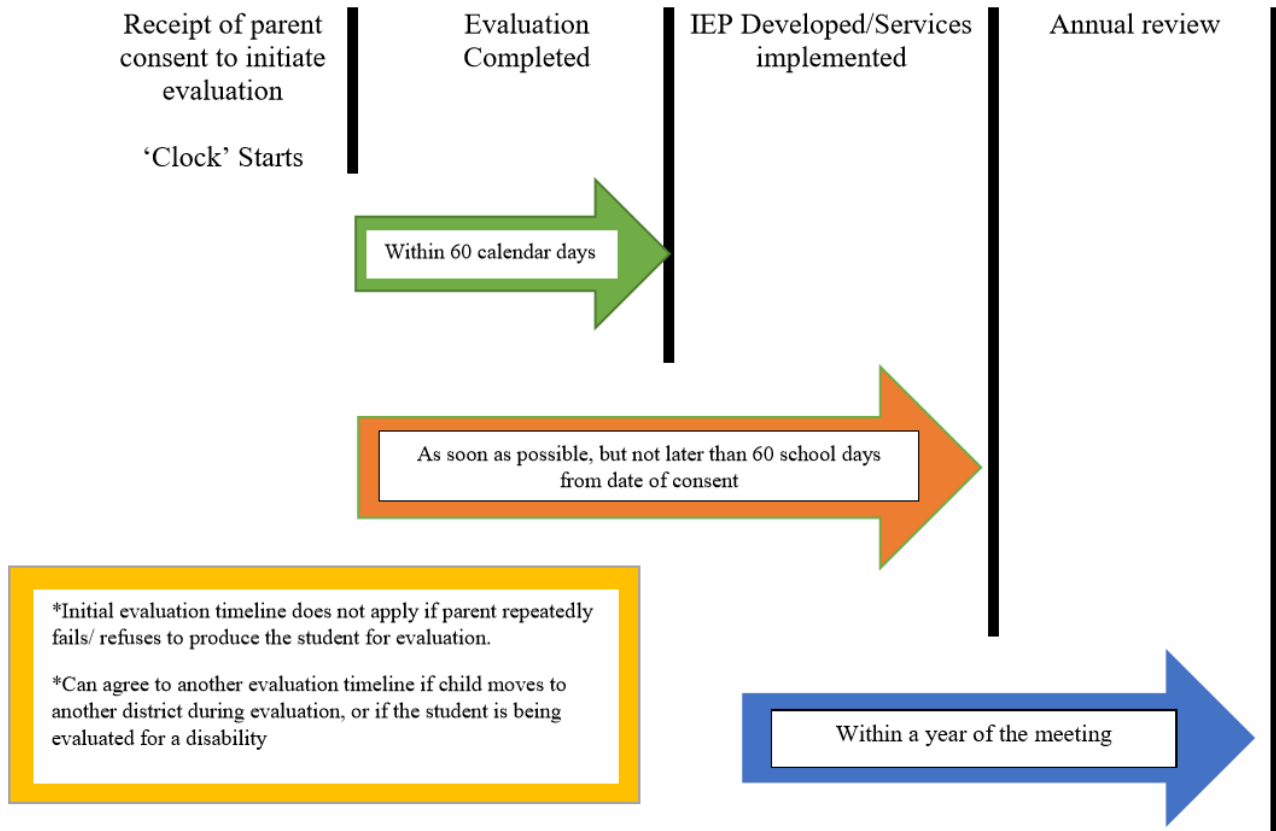 Receipt of parent
consent to initiate
evaluation
‘Clock’ Starts
Evaluation
Completed
IEP Developed/Services
implemented
Annual review
Within 60 calendar days
As soon as possible, but not later than 60 school days
from date of consent
*Initial evaluation timeline does not apply if parent repeatedly
fails/ refuses to produce the student for evaluation.
*Can agree to another evaluation timeline if child moves to
another district during evaluation, or if the student is being
evaluated for a disability
Within a year of the meeting